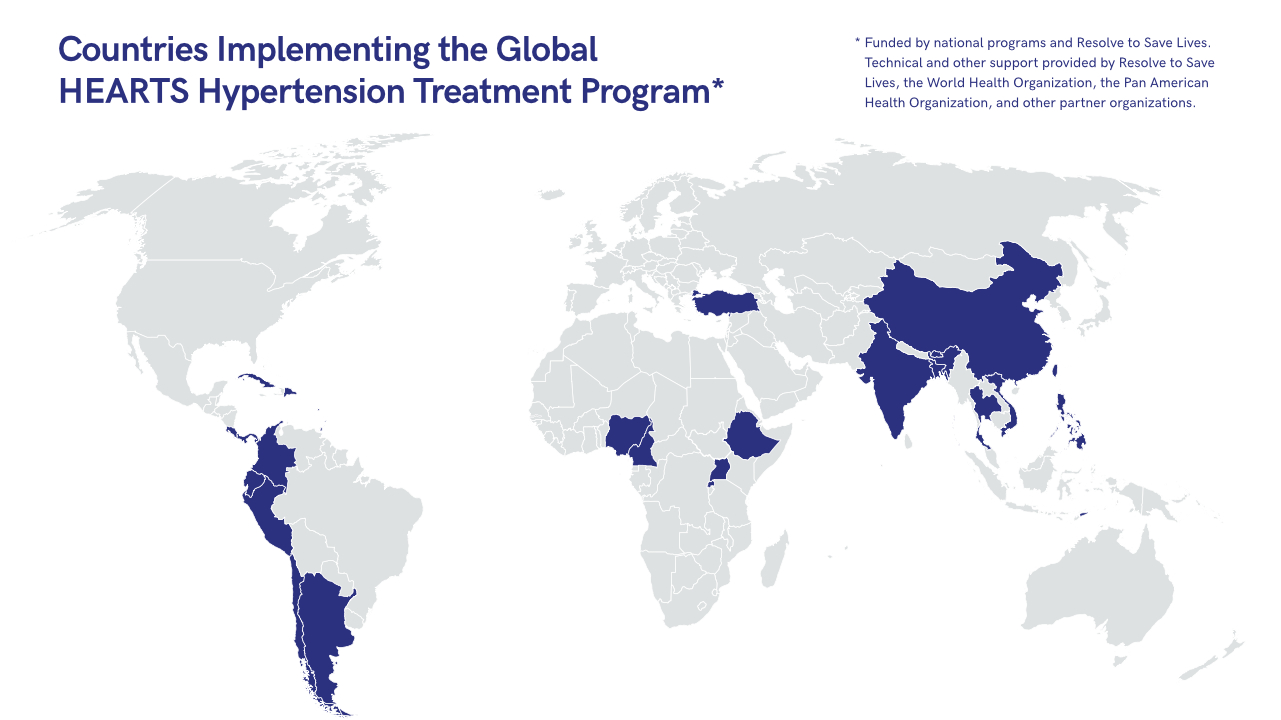 Countries Implementing the Global
HEARTS Hypertension Treatment Program*
* Funded by national programs and Resolve to Save Lives.
Technical and other support provided by Resolve to Save
Lives, the World Health Organization, the Pan American
Health Organization, and other partner organizations.